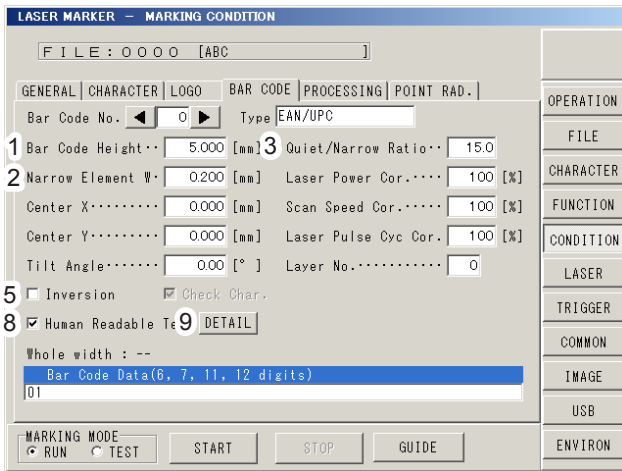 LASER MARKER – MARKING CONDITION
FILE:0000 [ABC ]
GENERAL CHARACTER LOGO BAR CODE PROCESSING POINT RAD.
Bar Code No. 0 Type EAN/UPC
1 Bar Code Height·· 5.000 [mm] 3 Quiet/Narrow Ratio·· 15.0
2 Narrow Element W· 0.200 [mm] Laser Power Cor.···· 100 [%]
Center X········· 0.000 [mm] Scan Speed Cor.····· 100 [%]
Center Y········· 0.000 [mm] Laser Pulse Cyc Cor. 100 [%]
Tilt Angle······· 0.00 [° ] Layer No.··········· 0
5 Inversion Check Char.
8 Human Readable Te 9 DETAIL
Whole width : --
Bar Code Data(6, 7, 11, 12 digits)
01
MARKING MODE
RUN TEST START STOP GUIDE
OPERATION
FILE
CHARACTER
FUNCTION
CONDITION
LASER
TRIGGER
COMMON
IMAGE
USB
ENVIRON